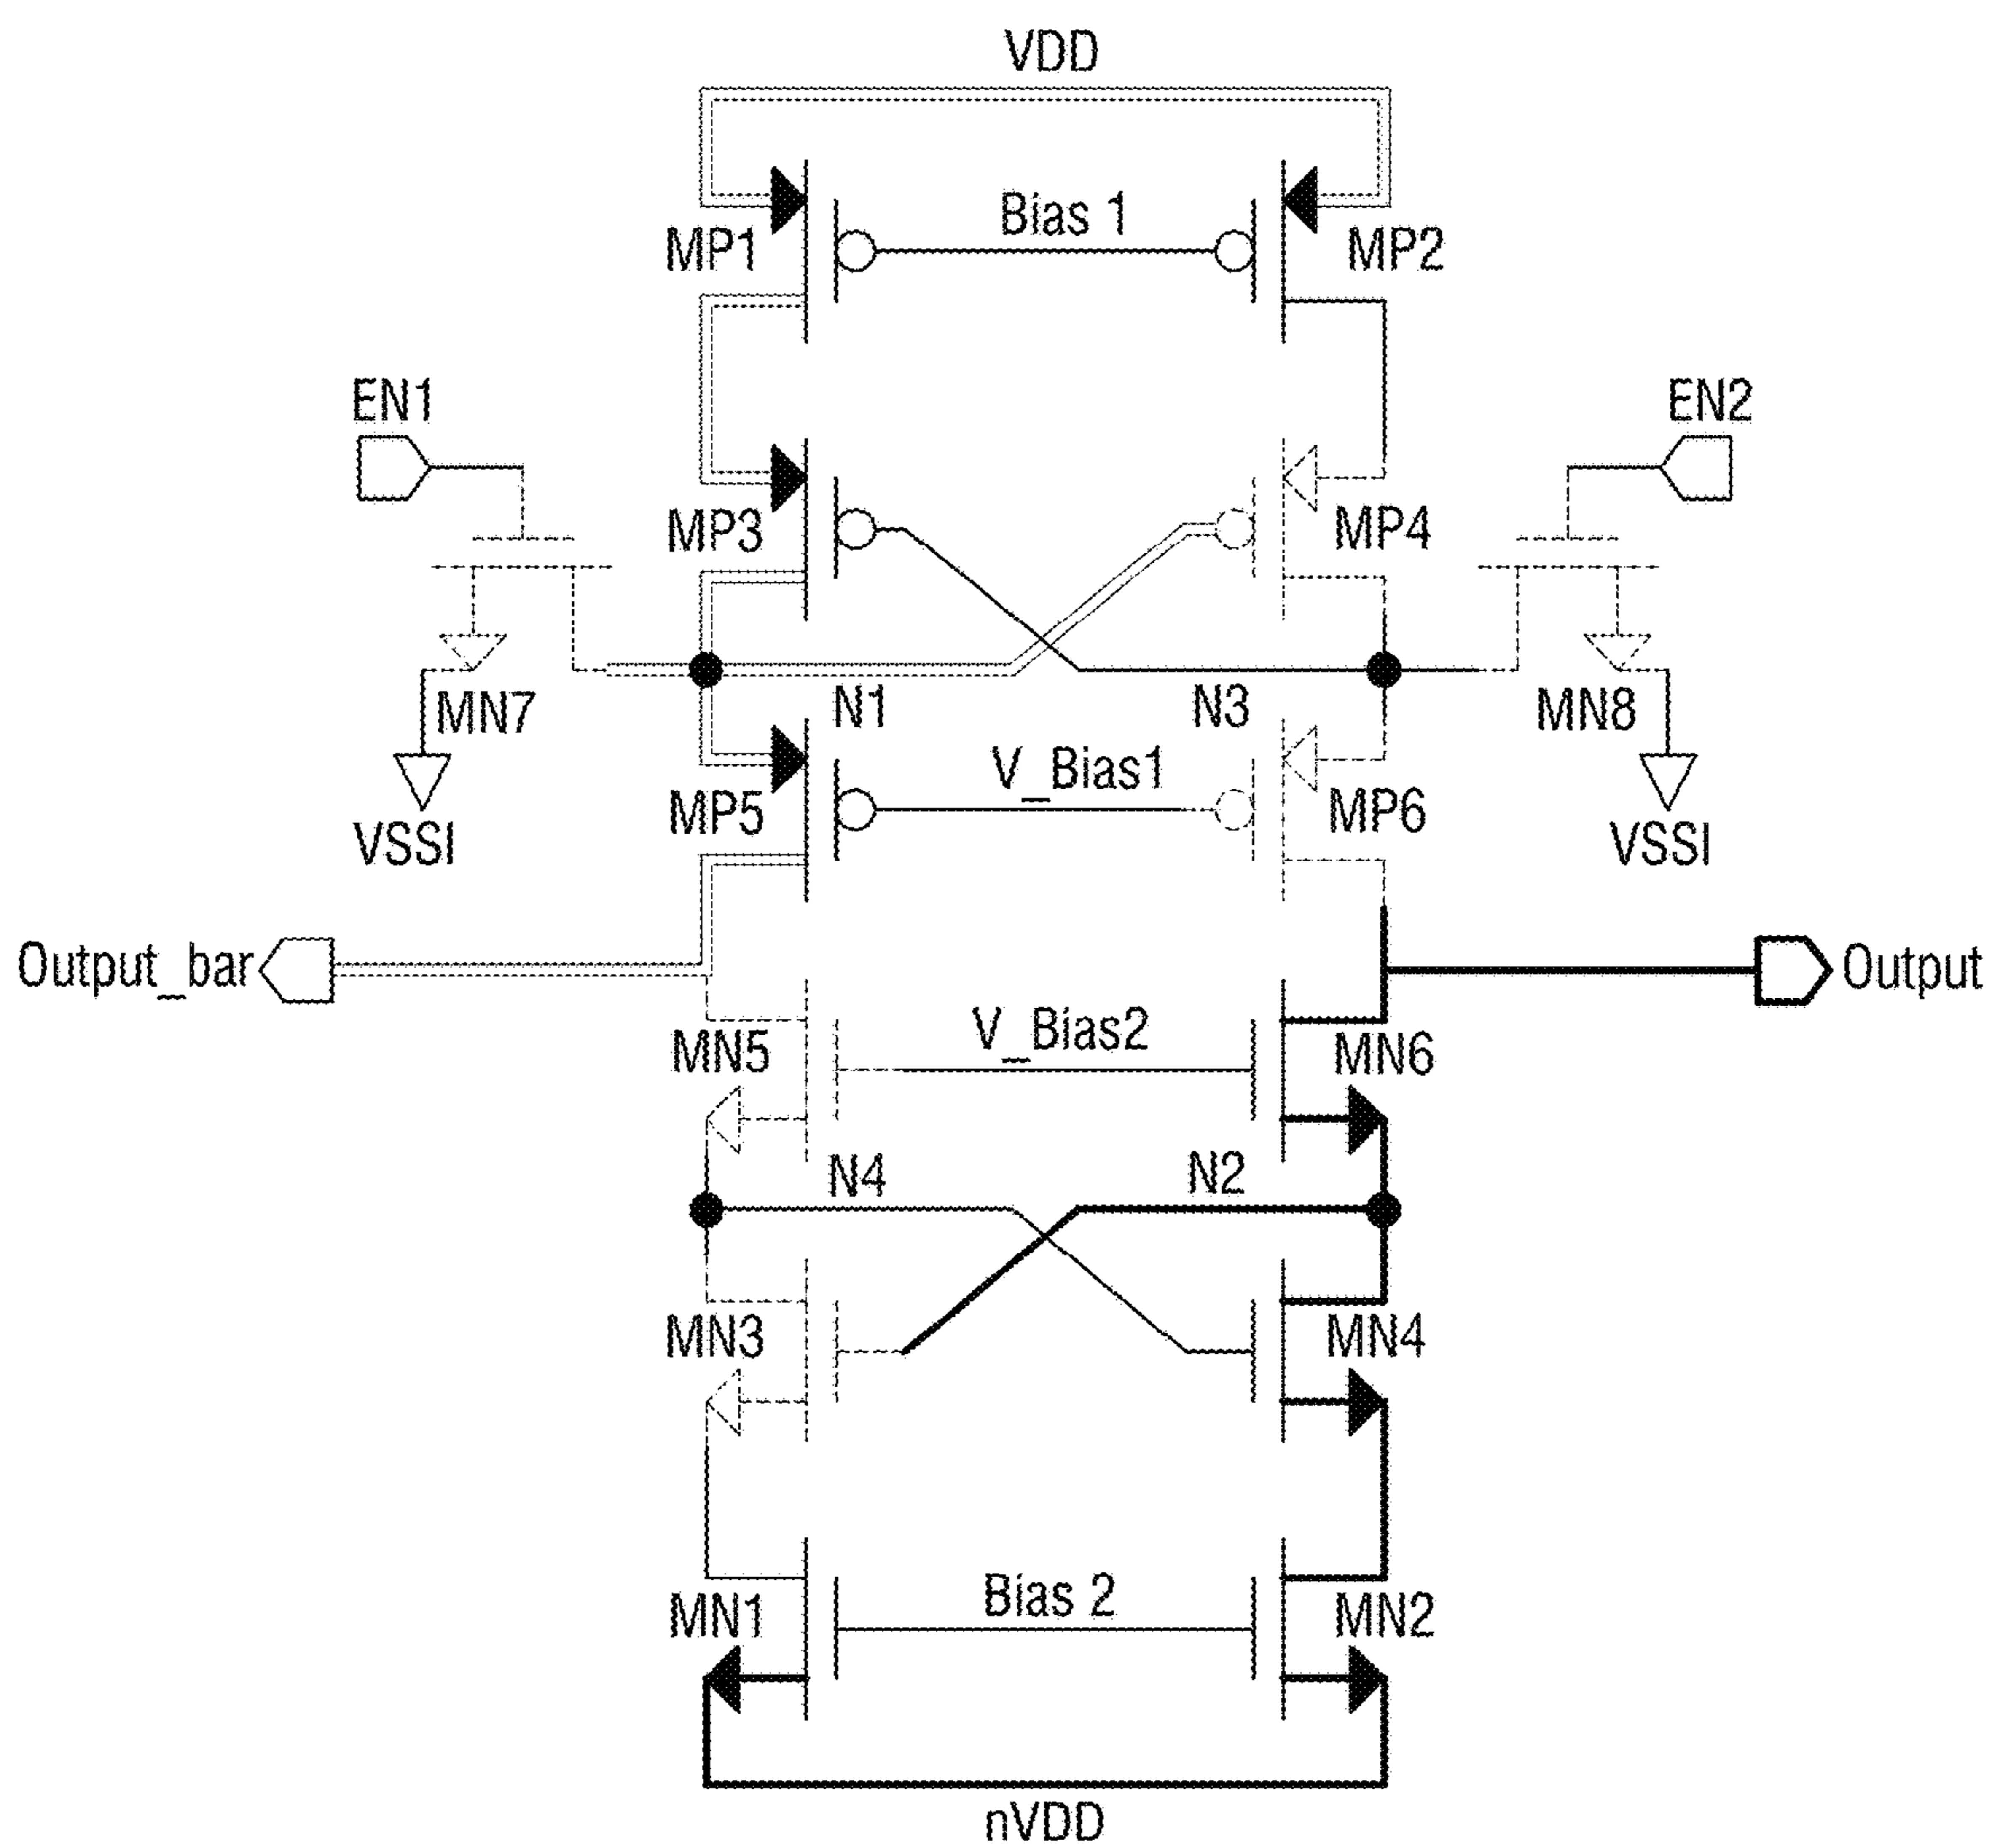 VDD
Bias 1
MP1
MP2
EN1
EN2
MP3
MP4
MN7
N1
N3
MN8
V_Bias1
MP5
MP6
VSSI
VSSI
Output_bar
Output
V_Bias2
MN5
MN6
N4
N2
MN3
MN4
Bias 2
MN1
MN2
nVDD